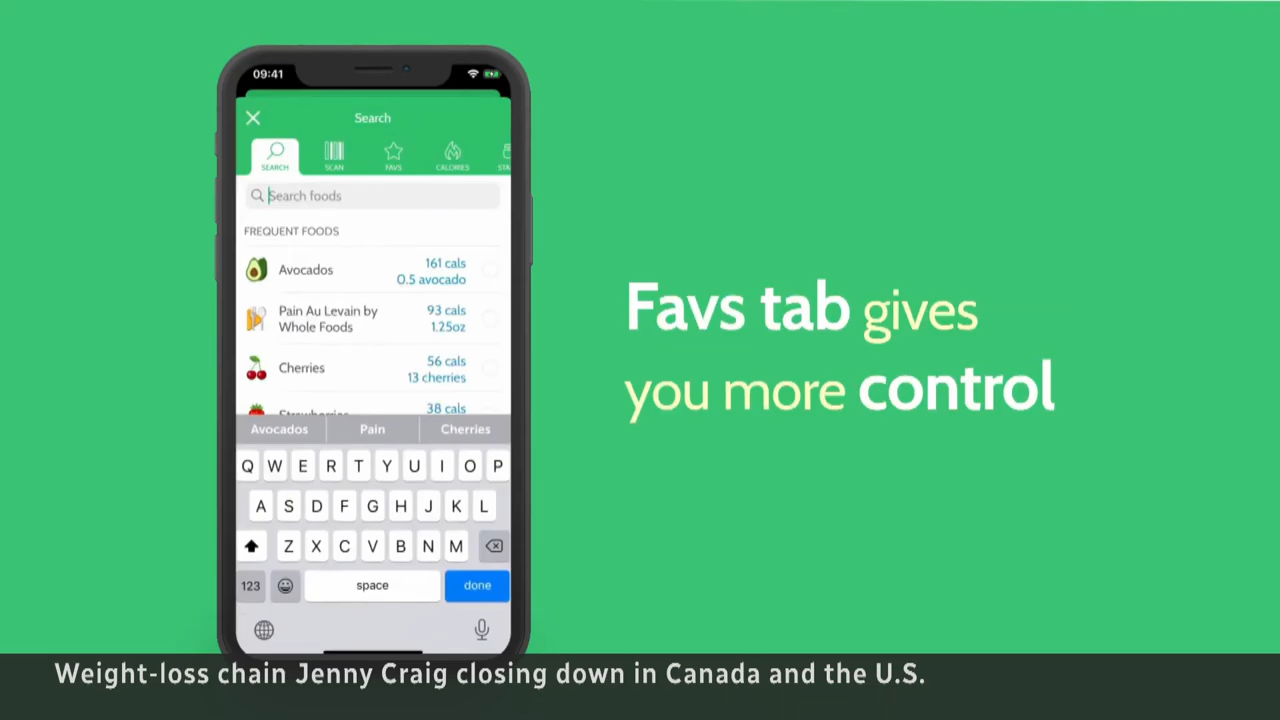 09:41
Search
SEARCH
SCAN
FAVS
CALORIES
Search foods
FREQUENT FOODS
Avocados
161 cals
0.5 avocado
Pain Au Levain by
Whole Foods
93 cals
1.25oz
Cherries
56 cals
13 cherries
Strawberries
38 cals
Avocados Pain Cherries
Q W E R T Y U I O P
A S D F G H J K L
Z X C V B N M
123 space done
Favs tab gives
you more control
Weight-loss chain Jenny Craig closing down in Canada and the U.S.